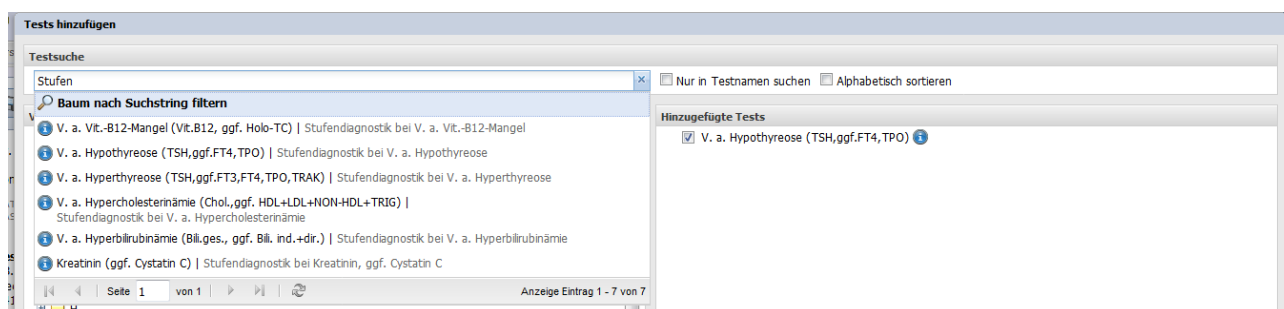 Tests hinzufügen
Testsuche
Stufen
Nur in Testnamen suchen
Alphabetisch sortieren
Baum nach Suchstring filtern
V. a. Vit.-B12-Mangel (Vit.B12, ggf. Holo-TC) | Stufendiagnostik bei V. a. Vit.-B12-Mangel
V. a. Hypothyreose (TSH,ggf.FT4,TPO) | Stufendiagnostik bei V. a. Hypothyreose
V. a. Hyperthyreose (TSH,ggf.FT3,FT4,TPO,TRAK) | Stufendiagnostik bei V. a. Hyperthyreose
V. a. Hypercholesterinämie (Chol.,ggf. HDL+LDL+NON-HDL+TRIG) |
Stufendiagnostik bei V. a. Hypercholesterinämie
V. a. Hyperbilirubinämie (Bili.ges., ggf. Bili. ind.+dir.) | Stufendiagnostik bei V. a. Hyperbilirubinämie
Kreatinin (ggf. Cystatin C) | Stufendiagnostik bei Kreatinin, ggf. Cystatin C
Seite 1 von 1
Anzeige Eintrag 1 - 7 von 7
Hinzugefügte Tests
V. a. Hypothyreose (TSH,ggf.FT4,TPO)